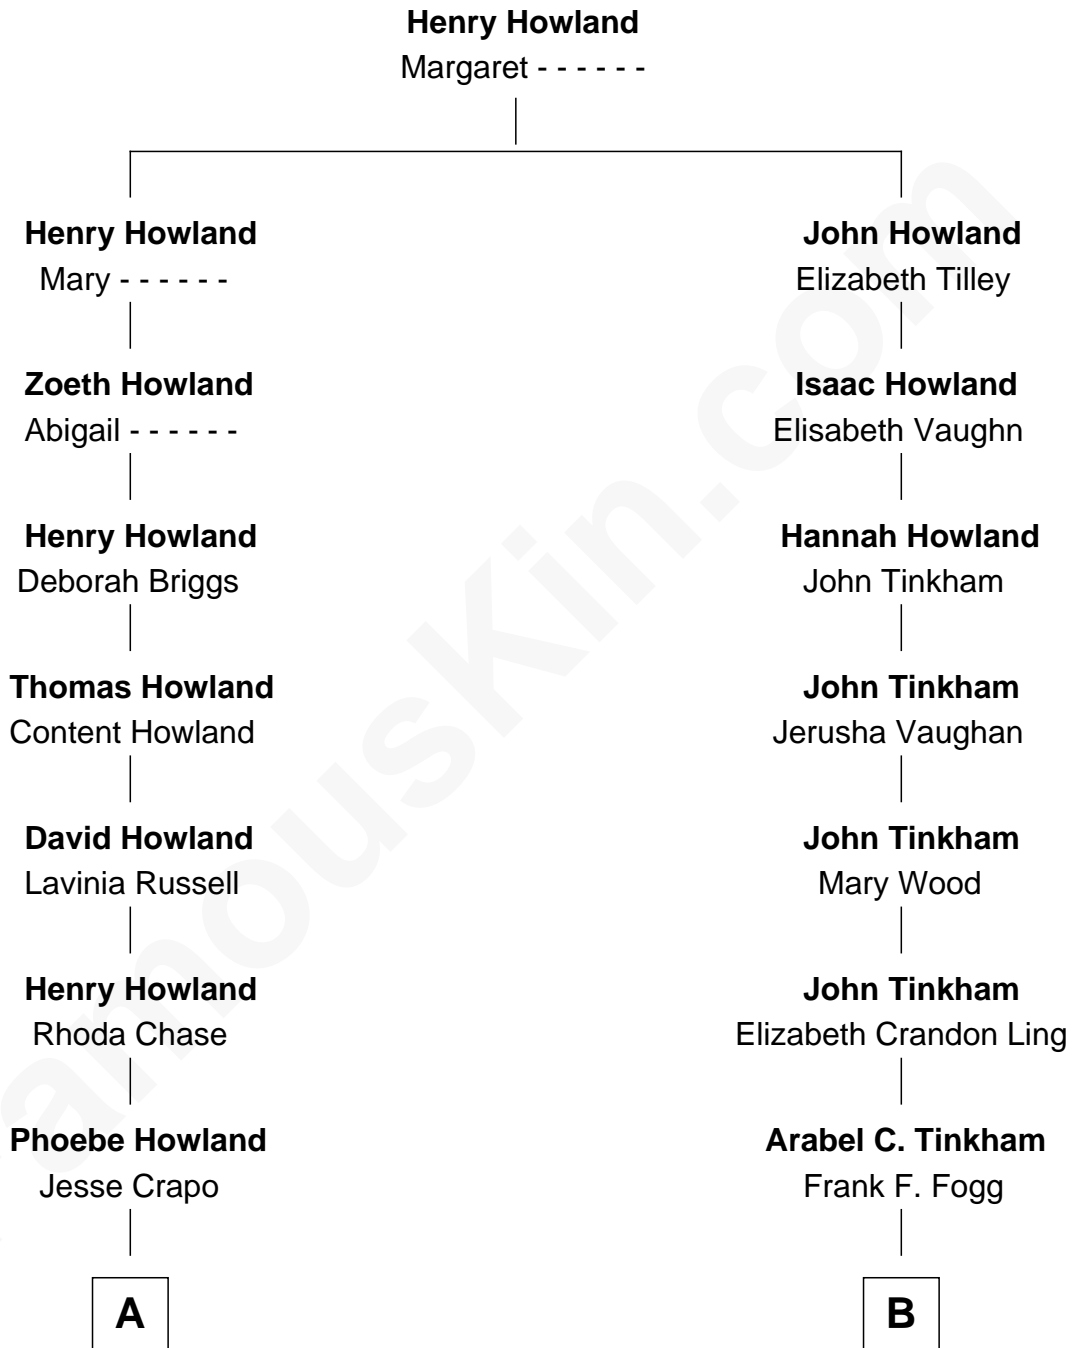 Henry Howland
Margaret - - - - - -
Henry Howland
Mary - - - - - -
John Howland
Elizabeth Tilley
Zoeth Howland
Abigail - - - - - -
Isaac Howland
Elisabeth Vaughn
Henry Howland
Deborah Briggs
Hannah Howland
John Tinkham
Thomas Howland
Content Howland
John Tinkham
Jerusha Vaughan
David Howland
Lavinia Russell
John Tinkham
Mary Wood
Henry Howland
Rhoda Chase
John Tinkham
Elizabeth Crandon Ling
Phoebe Howland
Jesse Crapo
Arabel C. Tinkham
Frank F. Fogg
A
B
amousKin.com